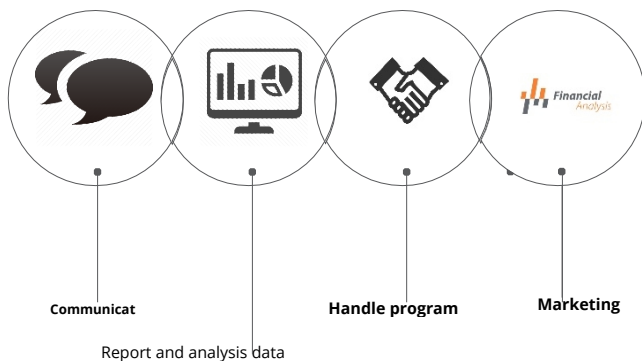 Financial
Analysis
Communicat
Handle program
Marketing
Report and analysis data